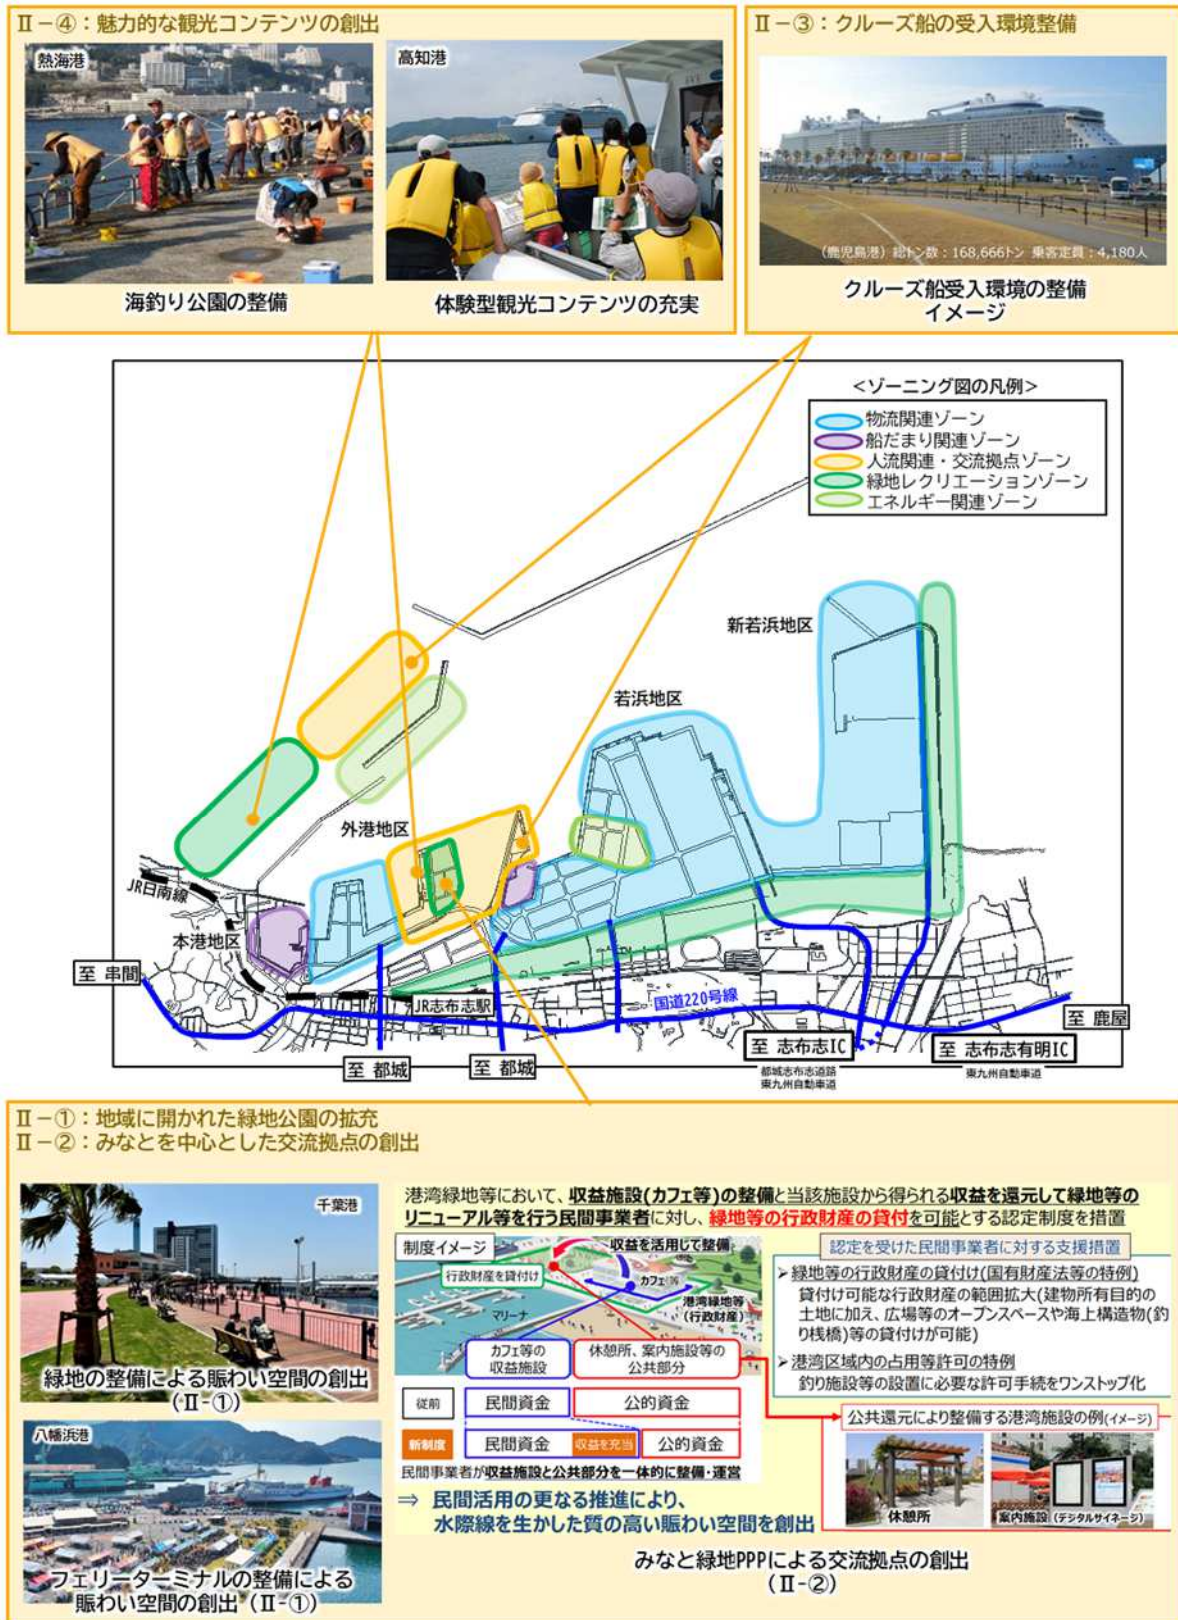 Ⅱ－④：魅力的な観光コンテンツの創出
熱海港
高知港
海釣り公園の整備
体験型観光コンテンツの充実
Ⅱ－③：クルーズ船の受入環境整備
（鹿児島港）総トン数：168,666トン 乗客定員：4,180人
クルーズ船受入環境の整備
イメージ
＜ゾーニング図の凡例＞
物流関連ゾーン
船だまり関連ゾーン
人流関連・交流拠点ゾーン
緑地レクリエーションゾーン
エネルギー関連ゾーン
新若浜地区
若浜地区
外港地区
JR日南線
本港地区
至 串間
JR志布志駅
国道220号線
至 鹿屋
至 都城
至 都城
至 志布志IC
都城志布志道路
東九州自動車道
至 志布志有明IC
東九州自動車道
Ⅱ－①：地域に開かれた緑地公園の拡充
Ⅱ－②：みなとを中心とした交流拠点の創出
千葉港
緑地の整備による賑わい空間の創出
（Ⅱ-①）
八幡浜港
フェリーターミナルの整備による
賑わい空間の創出（Ⅱ-①）
港湾緑地等において、収益施設(カフェ等)の整備と当該施設から得られる収益を還元して緑地等の
リニューアル等を行う民間事業者に対し、緑地等の行政財産の貸付を可能とする認定制度を措置
制度イメージ
収益を活用して整備
行政財産を貸付け
カフェ等
マリーナ
港湾緑地等
(行政財産)
カフェ等の
収益施設
休憩所、案内施設等の
公共部分
従前
民間資金
公的資金
新制度
民間資金
収益を充当
公的資金
民間事業者が収益施設と公共部分を一体的に整備・運営
⇒ 民間活用の更なる推進により、
水際線を生かした質の高い賑わい空間を創出
認定を受けた民間事業者に対する支援措置
➢緑地等の行政財産の貸付け(国有財産法等の特例)
貸付け可能な行政財産の範囲拡大(建物所有目的の
土地に加え、広場等のオープンスペースや海上構造物(釣
り桟橋)等の貸付けが可能)
➢港湾区域内の占用等許可の特例
釣り施設等の設置に必要な許可手続をワンストップ化
公共還元により整備する港湾施設の例(イメージ)
休憩所
案内施設(デジタルサイネージ)
みなと緑地PPPによる交流拠点の創出
（Ⅱ-②）